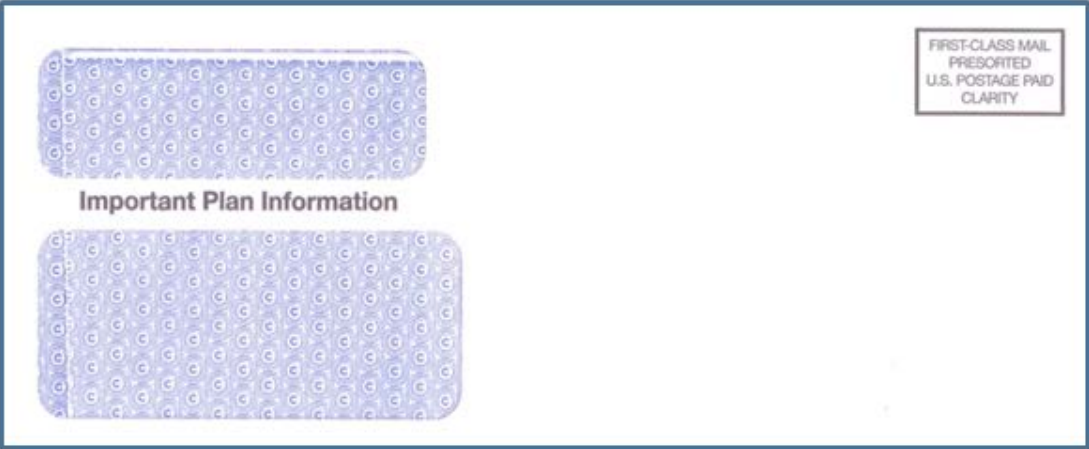 FIRST-CLASS MAIL
PRESORTED
U.S. POSTAGE PAID
CLARITY
Important Plan Information